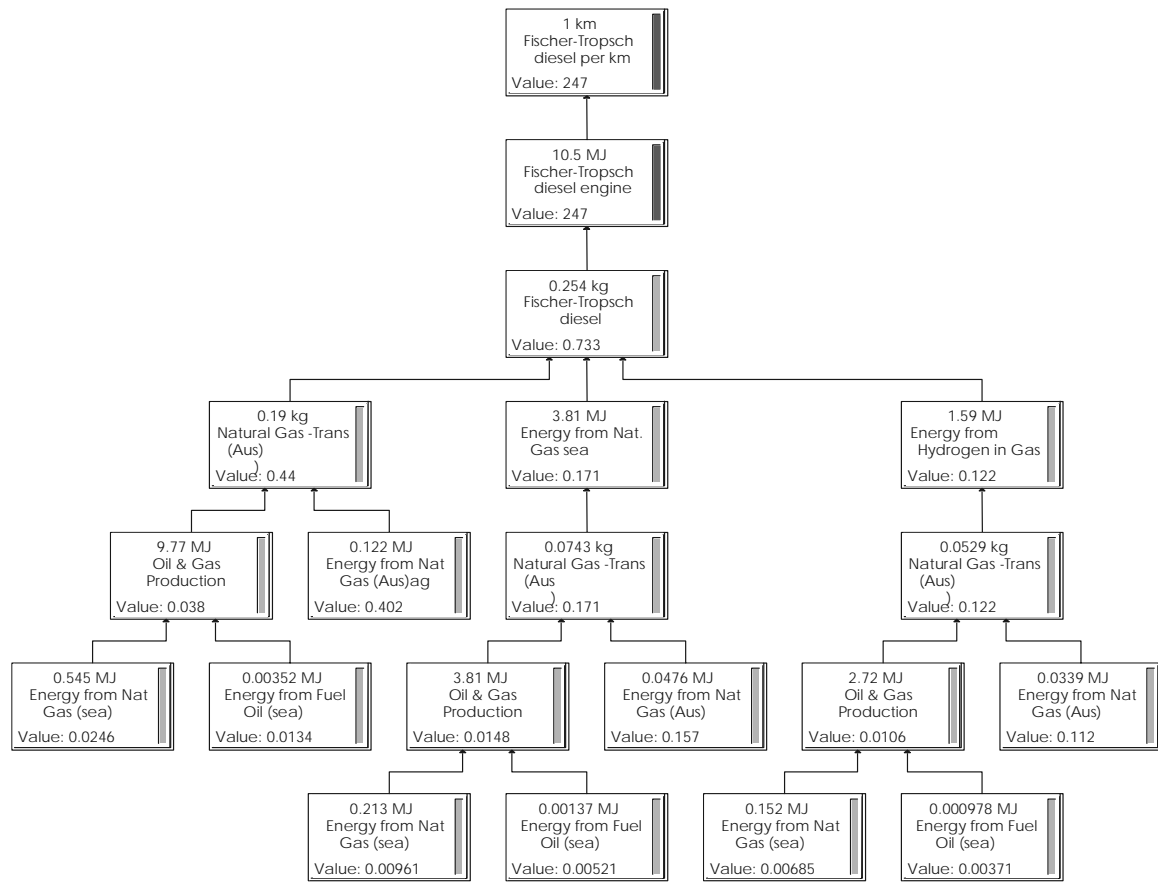 1 km
Fischer-Tropsch
diesel per km
Value: 247
10.5 MJ
Fischer-Tropsch
diesel engine
Value: 247
0.254 kg
Fischer-Tropsch
diesel
Value: 0.733
0.19 kg
Natural Gas -Trans
(Aus)
)
Value: 0.44
3.81 MJ
Energy from Nat.
Gas sea
Value: 0.171
1.59 MJ
Energy from
Hydrogen in Gas
Value: 0.122
9.77 MJ
Oil & Gas
Production
Value: 0.038
0.122 MJ
Energy from Nat
Gas (Aus)ag
Value: 0.402
0.0743 kg
Natural Gas -Trans
(Aus
)
Value: 0.171
0.0529 kg
Natural Gas -Trans
(Aus)
)
Value: 0.122
0.545 MJ
Energy from Nat
Gas (sea)
Value: 0.0246
0.00352 MJ
Energy from Fuel
Oil (sea)
Value: 0.0134
3.81 MJ
Oil & Gas
Production
Value: 0.0148
0.0476 MJ
Energy from Nat
Gas (Aus)
Value: 0.157
2.72 MJ
Oil & Gas
Production
Value: 0.0106
0.0339 MJ
Energy from Nat
Gas (Aus)
Value: 0.112
0.213 MJ
Energy from Nat
Gas (sea)
Value: 0.00961
0.00137 MJ
Energy from Fuel
Oil (sea)
Value: 0.00521
0.152 MJ
Energy from Nat
Gas (sea)
Value: 0.00685
0.000978 MJ
Energy from Fuel
Oil (sea)
Value: 0.00371